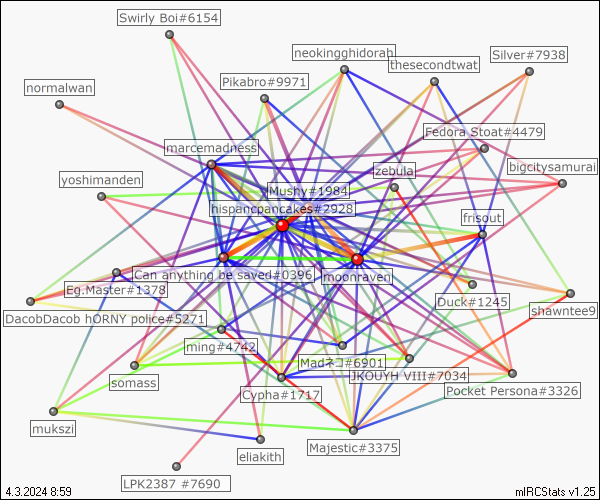 Swirly Boi#6154
neokingghidorah
Silver#7938
thesecondtwat
Pikabro#9971
normalwan
Fedora Stoat#4479
marcemadness
bigcitysamurai
zebula
yoshimanden
Mushy#1984
hispancpancakes#2928
frisout
Can anything be saved#0396
moonraven
Eg.Master#1378
Duck#1245
shawntee9
DacobDacob hORNY police#5271
ming#4742
Madネコ#6901
JKOUYH VIII#7034
somass
Cypha#1717
Pocket Persona#3326
mukszi
Majestic#3375
eliakith
LPK2387 #7690
4.3.2024 8:59
mIRCStats v1.25